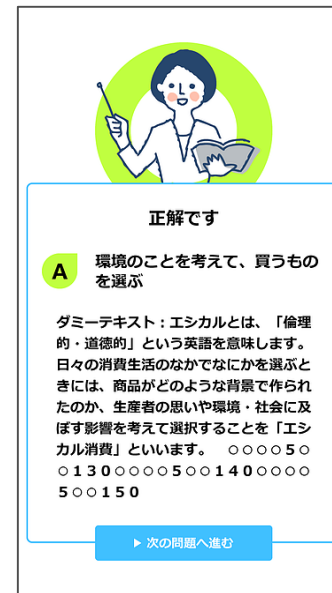 正解です
A
環境のことを考えて、買うもの
を選ぶ
ダミーテキスト：エシカルとは、「倫理
的・道徳的」という英語を意味します。
日々の消費生活のなかでなにかを選ぶと
きには、商品がどのような背景で作られ
たのか、生産者の思いや環境・社会に及
ぼす影響を考えて選択することを「エシ
カル消費」といいます。　○○○○５○
○１３０○○○○５○○１４０○○○○
５○○１５０
▶ 次の問題へ進む